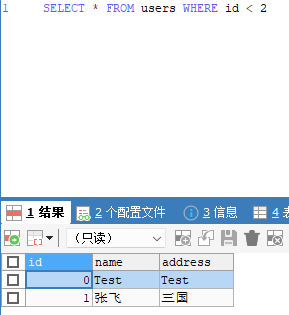 1 SELECT * FROM users WHERE id < 2
1 结果 2 个配置文件 3 信息 4 表
（只读）
id name address
0 Test Test
1 张飞 三国